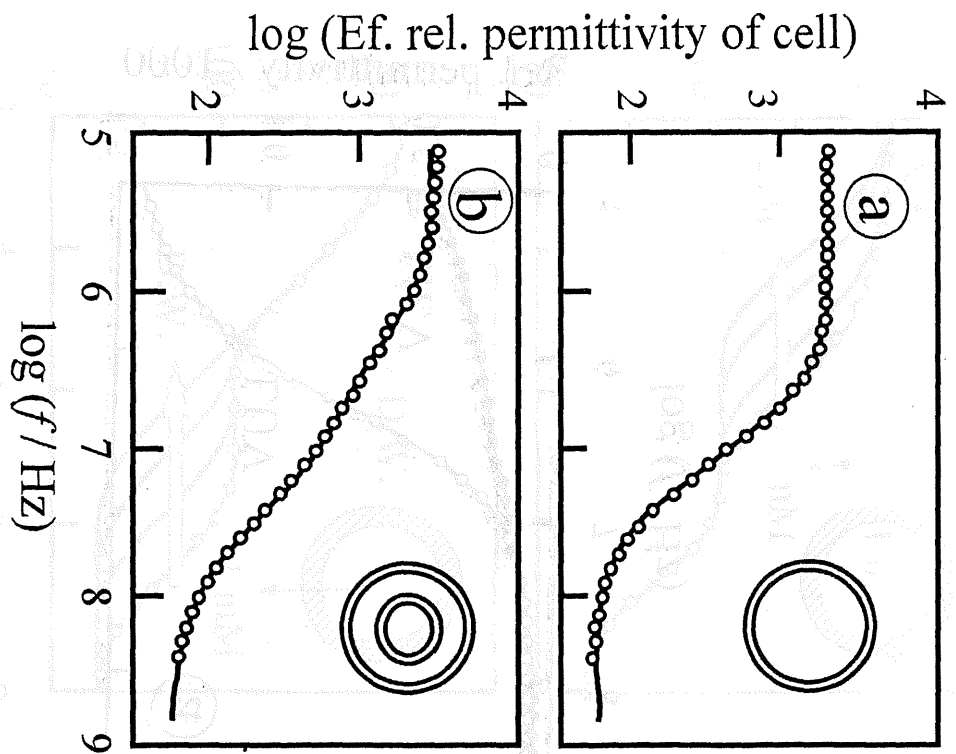 log (Ef. rel. permittivity of cell)
2 3 4
2 3 4
b
a
5 6 7 8 9
log (f / Hz)